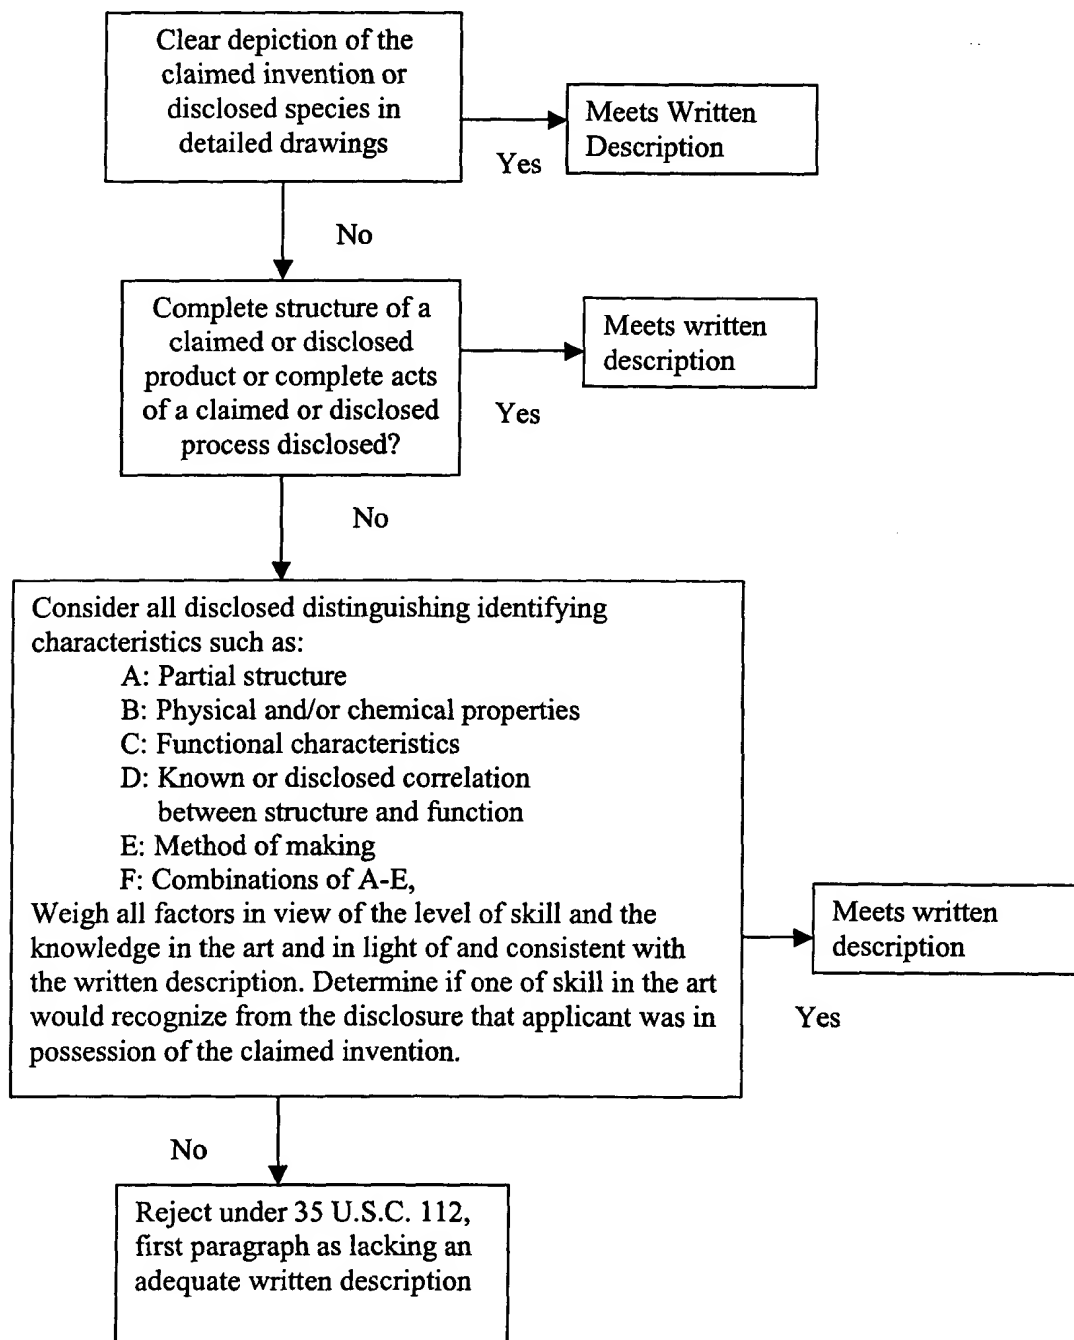 Clear depiction of the
claimed invention or
disclosed species in
detailed drawings
Meets Written
Description
Yes
No
Complete structure of a
claimed or disclosed
product or complete acts
of a claimed or disclosed
process disclosed?
Meets written
description
Yes
No
Consider all disclosed distinguishing identifying
characteristics such as:
A: Partial structure
B: Physical and/or chemical properties
C: Functional characteristics
D: Known or disclosed correlation
between structure and function
E: Method of making
F: Combinations of A-E,
Weigh all factors in view of the level of skill and the
knowledge in the art and in light of and consistent with
the written description. Determine if one of skill in the art
would recognize from the disclosure that applicant was in
possession of the claimed invention.
Meets written
description
Yes
No
Reject under 35 U.S.C. 112,
first paragraph as lacking an
adequate written description